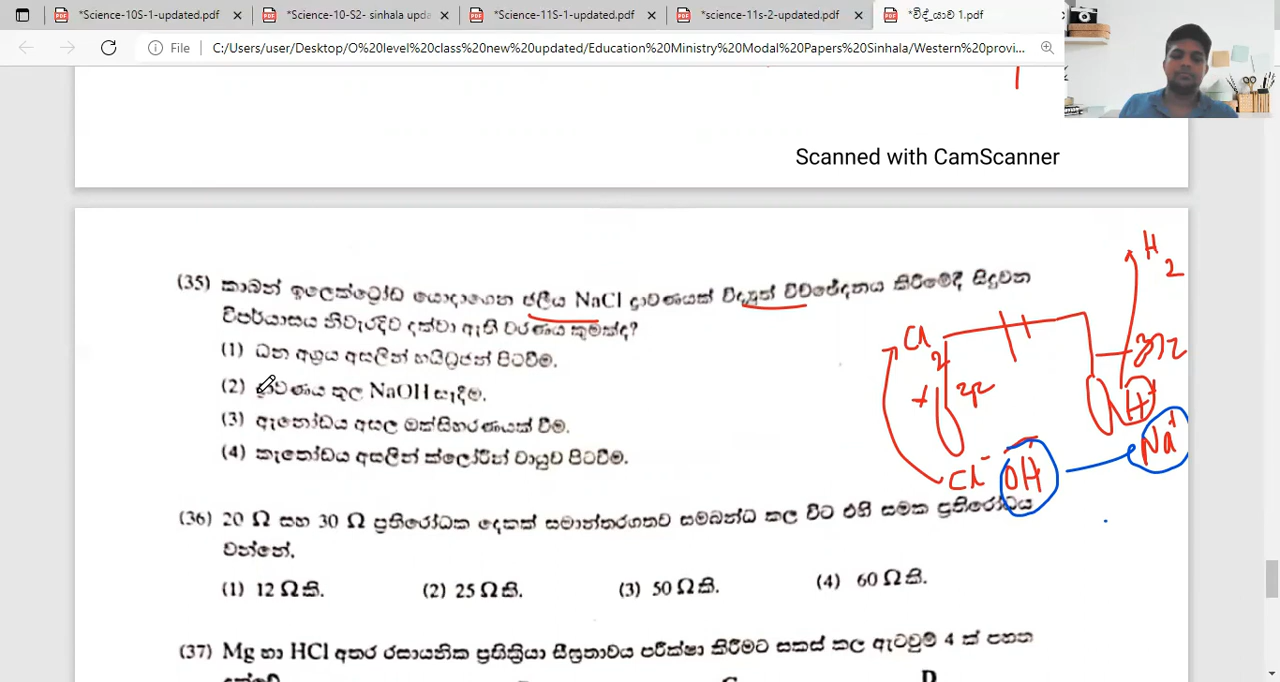 *Science-10S-1-updated.pdf
*Science-10-S2- sinhala upda
*Science-11S-1-updated.pdf
*science-11s-2-updated.pdf
*විද්‍යාව 1.pdf
File
C:/Users/user/Desktop/O%20level%20class%20new%20updated/Education%20Ministry%20Modal%20Papers%20Sinhala/Western%20provi...
Scanned with CamScanner
(35) කාබන් ඉලෙක්ට්‍රෝඩ යොදාගෙන ජලීය NaCl ද්‍රාවණයක් විද්‍යුත් විච්ඡේදනය කිරීමේදී සිදුවන
විපර්යාසය නිවැරදිව දක්වා ඇති වරණය කුමක්ද?
(1) ධන අග්‍රය අසලින් හයිඩ්‍රජන් පිටවීම.
(2) ද්‍රාවණය තුල NaOH සෑදීම.
(3) ඇනෝඩය අසල ඔක්සිහරණයක් වීම.
(4) කැතෝඩය අසලින් ක්ලෝරීන් වායුව පිටවීම.
H2
Cl2
+
H+
Na+
Cl- OH-
(36) 20 Ω සහ 30 Ω ප්‍රතිරෝධක දෙකක් සමාන්තරගතව සම්බන්ධ කල විට එහි සමක ප්‍රතිරෝධය
වන්නේ,
(1) 12 Ω කි.
(2) 25 Ω කි.
(3) 50 Ω කි.
(4) 60 Ω කි.
(37) Mg හා HCl අතර රසායනික ප්‍රතික්‍රියා සීඝ්‍රතාවය පරීක්ෂා කිරීමට සකස් කල ඇටවුම් 4 ක් පහත